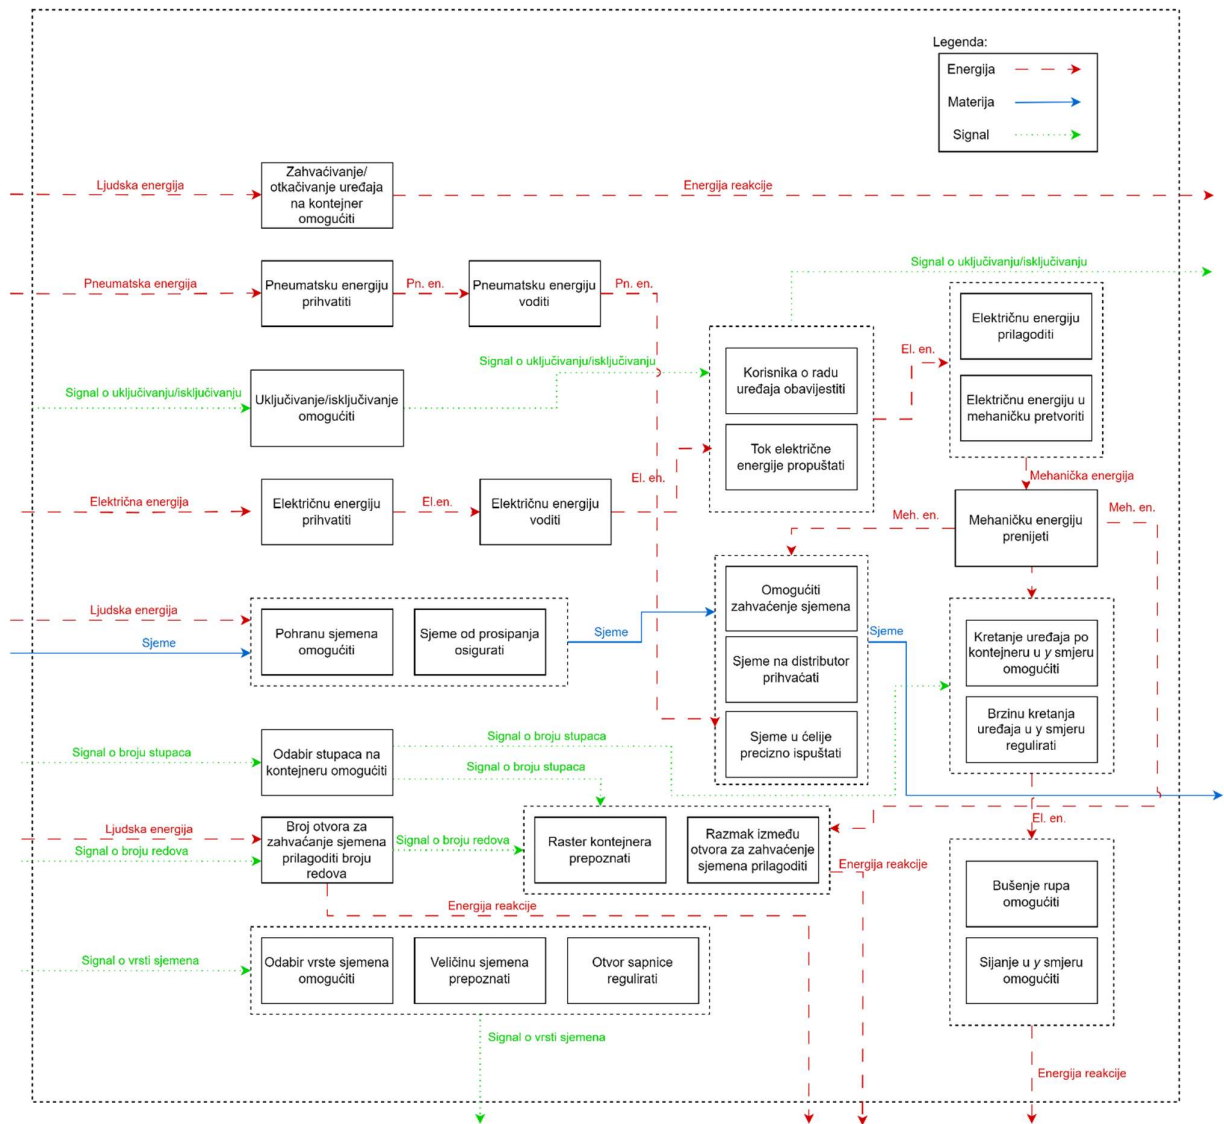 Legenda:
Energija
Materija
Signal
Ljudska energija
Zahvaćivanje/
otkačivanje uređaja
na kontejner
omogućiti
Energija reakcije
Signal o uključivanju/isključivanju
Pneumatska energija
Pneumatsku energiju
prihvatiti
Pn. en.
Pneumatsku energiju
voditi
Pn. en.
Električnu energiju
prilagoditi
El. en.
Električnu energiju u
mehaničku pretvoriti
Signal o uključivanju/isključivanju
Korisnika o radu
uređaja obavijestiti
Signal o uključivanju/isključivanju
Uključivanje/isključivanje
omogućiti
Tok električne
energije propuštati
Mehanička energija
Električna energija
Električnu energiju
prihvatiti
El.en.
Električnu energiju
voditi
El. en.
Meh. en.
Mehaničku energiju
prenijeti
Meh. en.
Ljudska energija
Sjeme
Pohranu sjemena
omogućiti
Sjeme od prosipanja
osigurati
Sjeme
Omogućiti
zahvaćenje sjemena
Sjeme na distributor
prihvaćati
Sjeme u ćelije
precizno ispuštati
Sjeme
Kretanje uređaja po
kontejneru u y smjeru
omogućiti
Brzinu kretanja
uređaja u y smjeru
regulirati
Signal o broju stupaca
Odabir stupaca na
kontejneru omogućiti
Signal o broju stupaca
Signal o broju stupaca
El. en.
Ljudska energija
Signal o broju redova
Broj otvora za
zahvaćanje sjemena
prilagoditi broju
redova
Signal o broju redova
Raster kontejnera
prepoznati
Razmak između
otvora za zahvaćenje
sjemena prilagoditi
Energija reakcije
Energija reakcije
Bušenje rupa
omogućiti
Sijanje u y smjeru
omogućiti
Signal o vrsti sjemena
Odabir vrste sjemena
omogućiti
Veličinu sjemena
prepoznati
Otvor sapnice
regulirati
Signal o vrsti sjemena
Energija reakcije